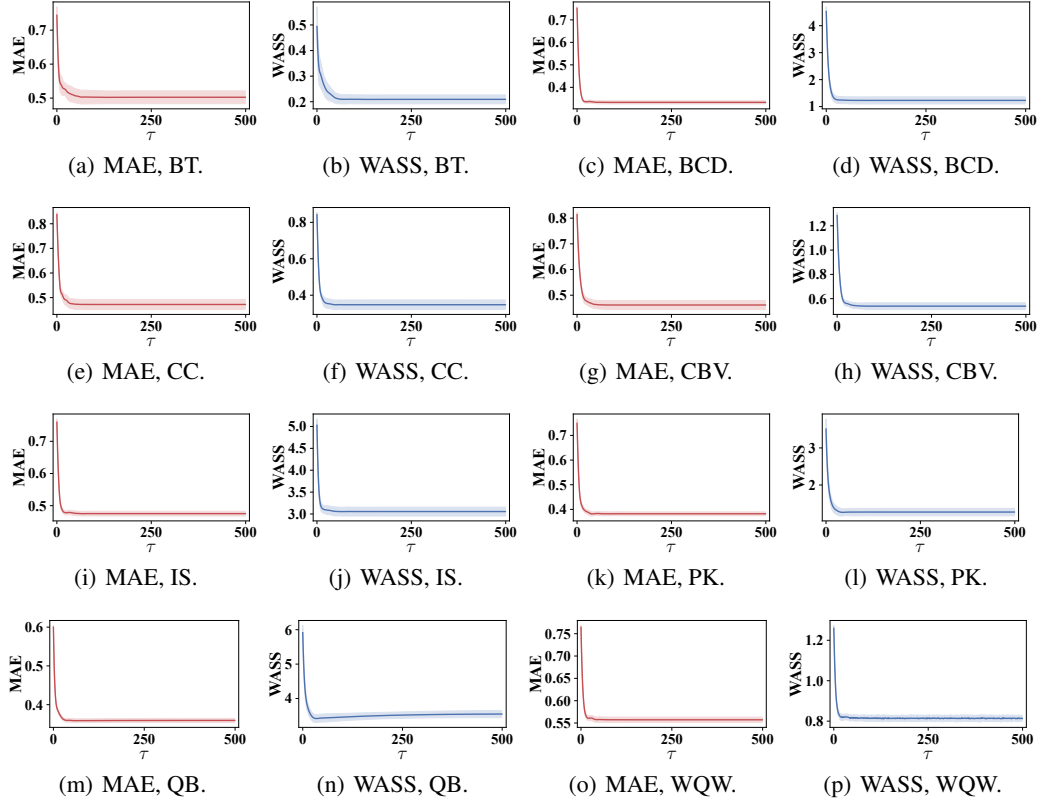 0.7
0.5
MAE
0 250 500
τ
(a) MAE, BT.
0.5
0.4
0.3
0.2
WASS
0 250 500
τ
(b) WASS, BT.
0.7
0.6
0.5
0.4
MAE
0 250 500
τ
(c) MAE, BCD.
4
3
2
1
WASS
0 250 500
τ
(d) WASS, BCD.
0.8
0.7
0.6
0.5
MAE
0 250 500
τ
(e) MAE, CC.
0.8
0.6
0.4
WASS
0 250 500
τ
(f) WASS, CC.
0.8
0.7
0.6
0.5
MAE
0 250 500
τ
(g) MAE, CBV.
1.2
1.0
0.8
0.6
WASS
0 250 500
τ
(h) WASS, CBV.
0.7
0.6
0.5
MAE
0 250 500
τ
(i) MAE, IS.
5.0
4.5
4.0
3.5
3.0
WASS
0 250 500
τ
(j) WASS, IS.
0.7
0.6
0.5
0.4
MAE
0 250 500
τ
(k) MAE, PK.
3
2
WASS
0 250 500
τ
(l) WASS, PK.
0.6
0.5
0.4
MAE
0 250 500
τ
(m) MAE, QB.
6
5
4
WASS
0 250 500
τ
(n) WASS, QB.
0.75
0.70
0.65
0.60
0.55
MAE
0 250 500
τ
(o) MAE, WQW.
1.2
1.0
0.8
WASS
0 250 500
τ
(p) WASS, WQW.